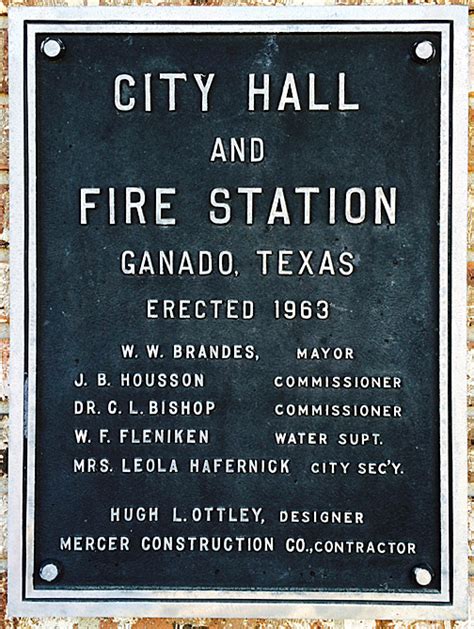 CITY HALL
AND
FIRE STATION
GANADO, TEXAS
ERECTED 1963
W. W. BRANDES, MAYOR
J. B. HOUSSON COMMISSIONER
DR. C. L. BISHOP COMMISSIONER
W. F. FLENIKEN WATER SUPT.
MRS. LEOLA HAFERNICK CITY SEC'Y.
HUGH L. OTTLEY, DESIGNER
MERCER CONSTRUCTION CO., CONTRACTOR